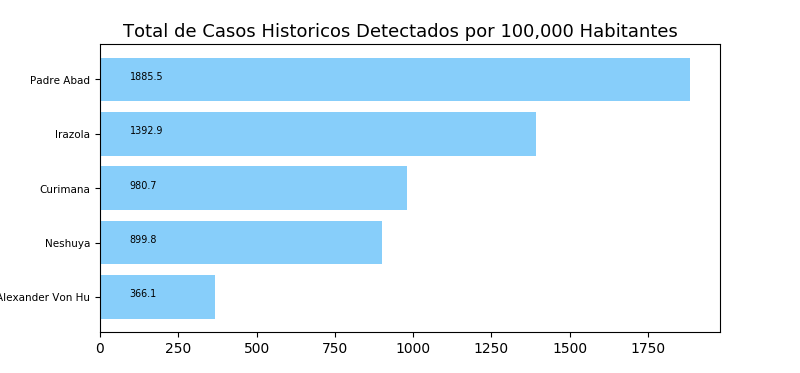 Total de Casos Historicos Detectados por 100,000 Habitantes
Padre Abad 1885.5
Irazola 1392.9
Curimana 980.7
Neshuya 899.8
Alexander Von Hu 366.1
0 250 500 750 1000 1250 1500 1750